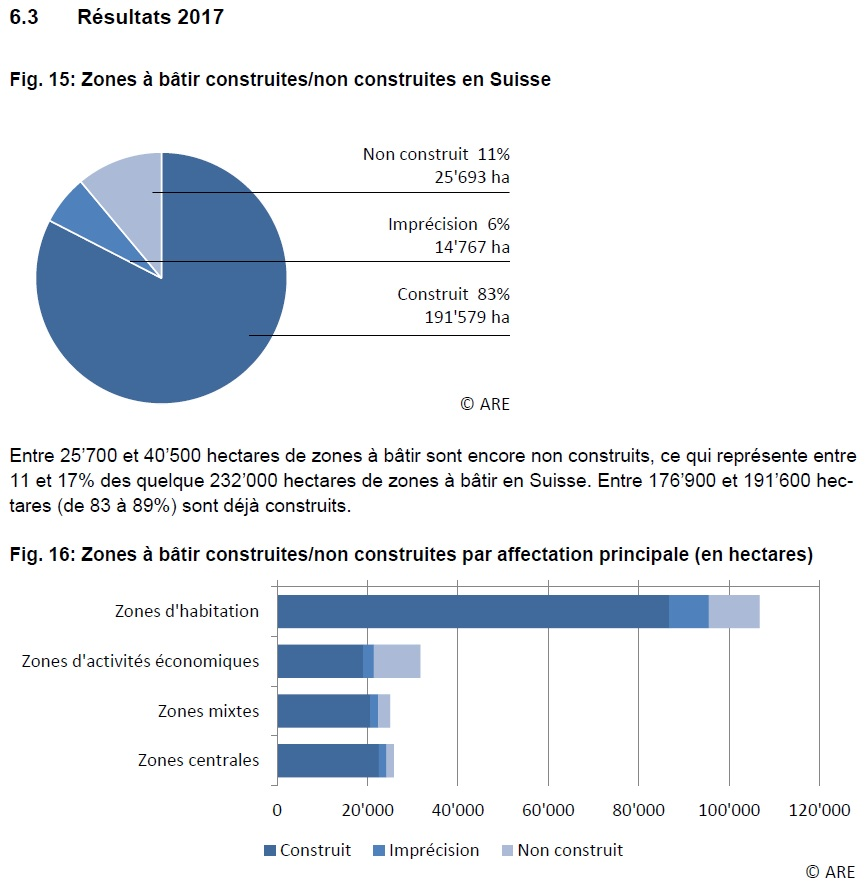 6.3 Résultats 2017
Fig. 15: Zones à bâtir construites/non construites en Suisse
Non construit 11%
25'693 ha
Imprécision 6%
14'767 ha
Construit 83%
191'579 ha
© ARE
Entre 25’700 et 40’500 hectares de zones à bâtir sont encore non construits, ce qui représente entre
11 et 17% des quelque 232’000 hectares de zones à bâtir en Suisse. Entre 176’900 et 191’600 hec-
tares (de 83 à 89%) sont déjà construits.
Fig. 16: Zones à bâtir construites/non construites par affectation principale (en hectares)
Zones d'habitation
Zones d'activités économiques
Zones mixtes
Zones centrales
0 20'000 40'000 60'000 80'000 100'000 120'000
Construit Imprécision Non construit
© ARE